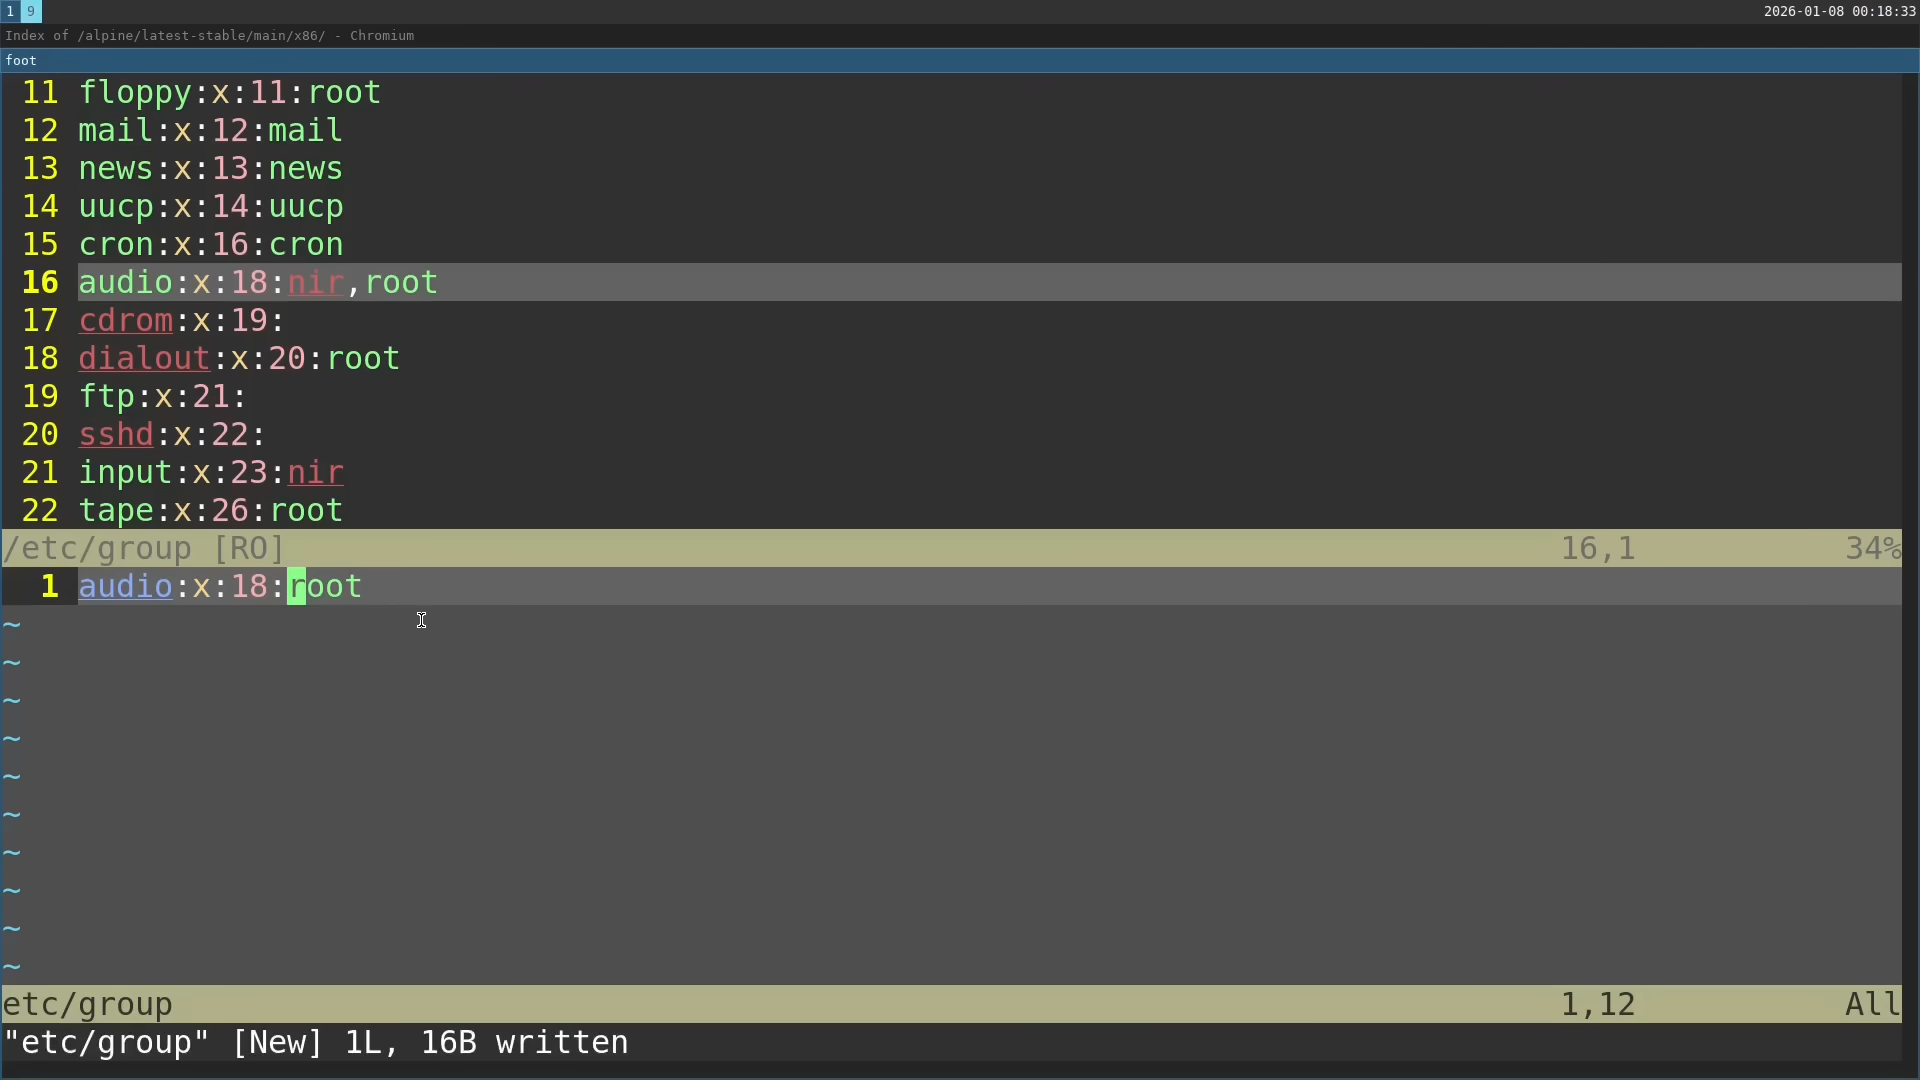 1 9 2026-01-08 00:18:33
Index of /alpine/latest-stable/main/x86/ - Chromium
foot
11 floppy:x:11:root
12 mail:x:12:mail
13 news:x:13:news
14 uucp:x:14:uucp
15 cron:x:16:cron
16 audio:x:18:nir,root
17 cdrom:x:19:
18 dialout:x:20:root
19 ftp:x:21:
20 sshd:x:22:
21 input:x:23:nir
22 tape:x:26:root
/etc/group [RO] 16,1 34%
1 audio:x:18:root
~
~
~
~
~
~
~
~
~
~
etc/group 1,12 All
"etc/group" [New] 1L, 16B written